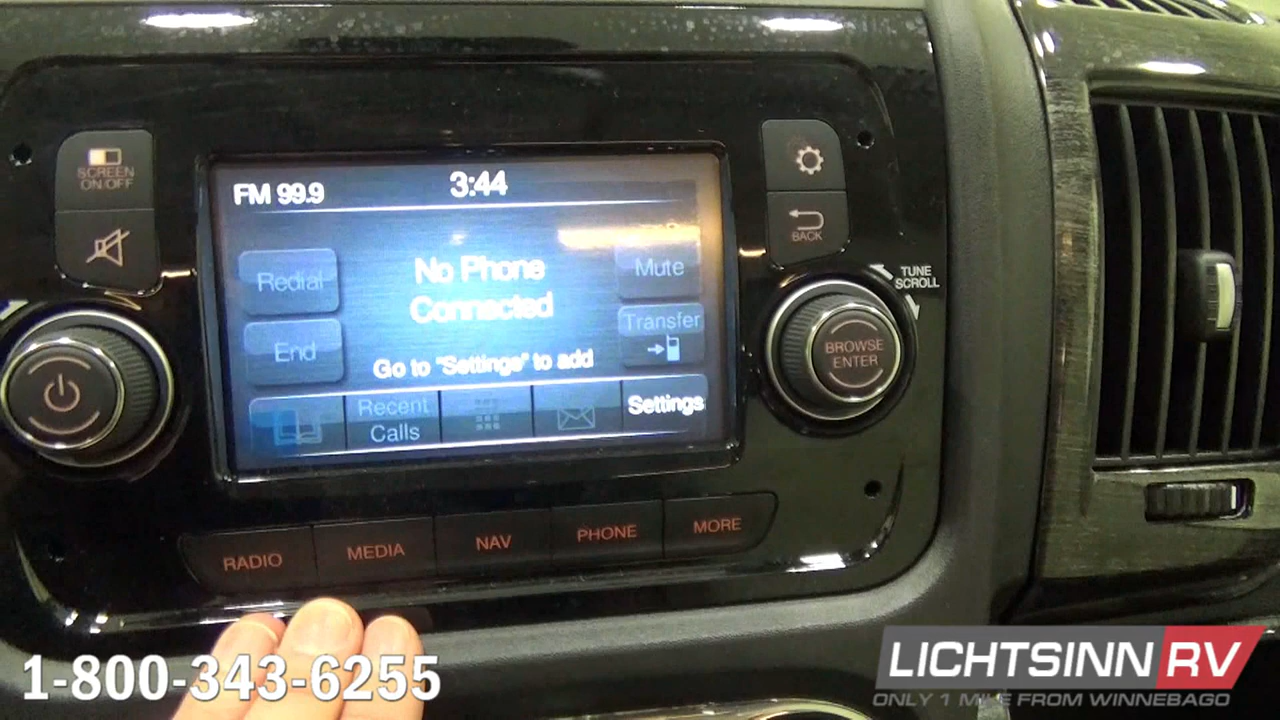 SCREEN
ON/OFF
FM 99.9
3:44
Redial
No Phone
Connected
Mute
End
Transfer
Go to "Settings" to add
Recent
Calls
Settings
BACK
TUNE
SCROLL
BROWSE
ENTER
RADIO
MEDIA
NAV
PHONE
MORE
1-800-343-6255
LICHTSINN RV
ONLY 1 MILE FROM WINNEBAGO